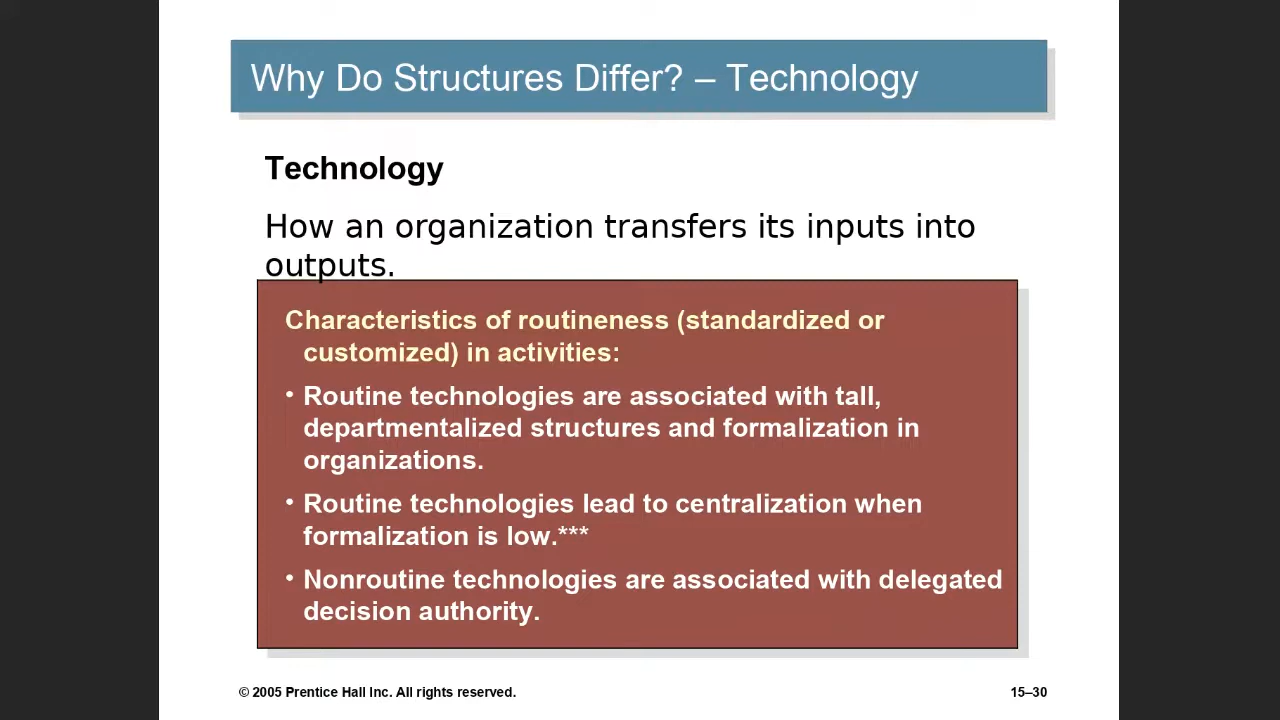 Why Do Structures Differ? – Technology
Technology
How an organization transfers its inputs into
outputs.
Characteristics of routineness (standardized or
customized) in activities:
• Routine technologies are associated with tall,
departmentalized structures and formalization in
organizations.
• Routine technologies lead to centralization when
formalization is low.***
• Nonroutine technologies are associated with delegated
decision authority.
© 2005 Prentice Hall Inc. All rights reserved.
15–30